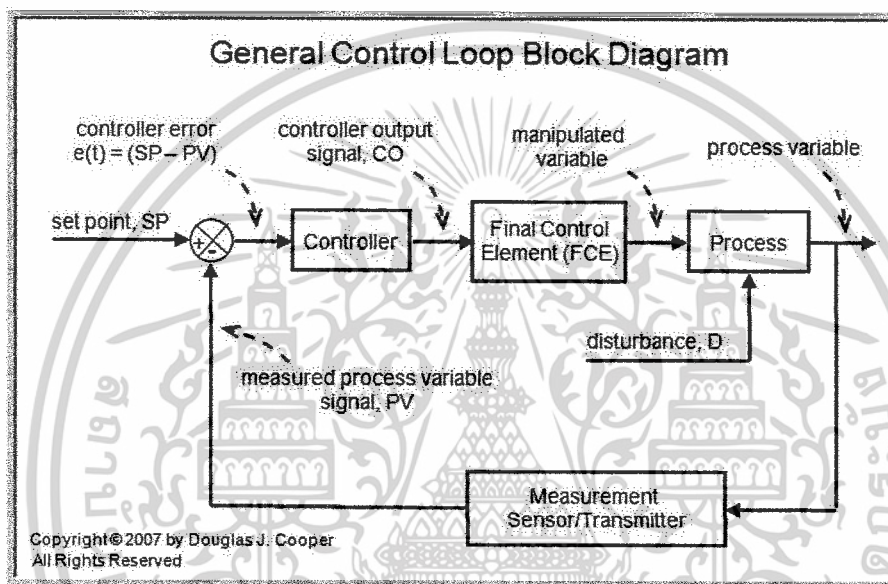 General Control Loop Block Diagram
controller error
e(t) = (SP – PV)
controller output
signal, CO
manipulated
variable
process variable
set point, SP
+
-
Controller
Final Control
Element (FCE)
Process
disturbance, D
measured process variable
signal, PV
Measurement
Sensor/Transmitter
Copyright © 2007 by Douglas J. Cooper
All Rights Reserved